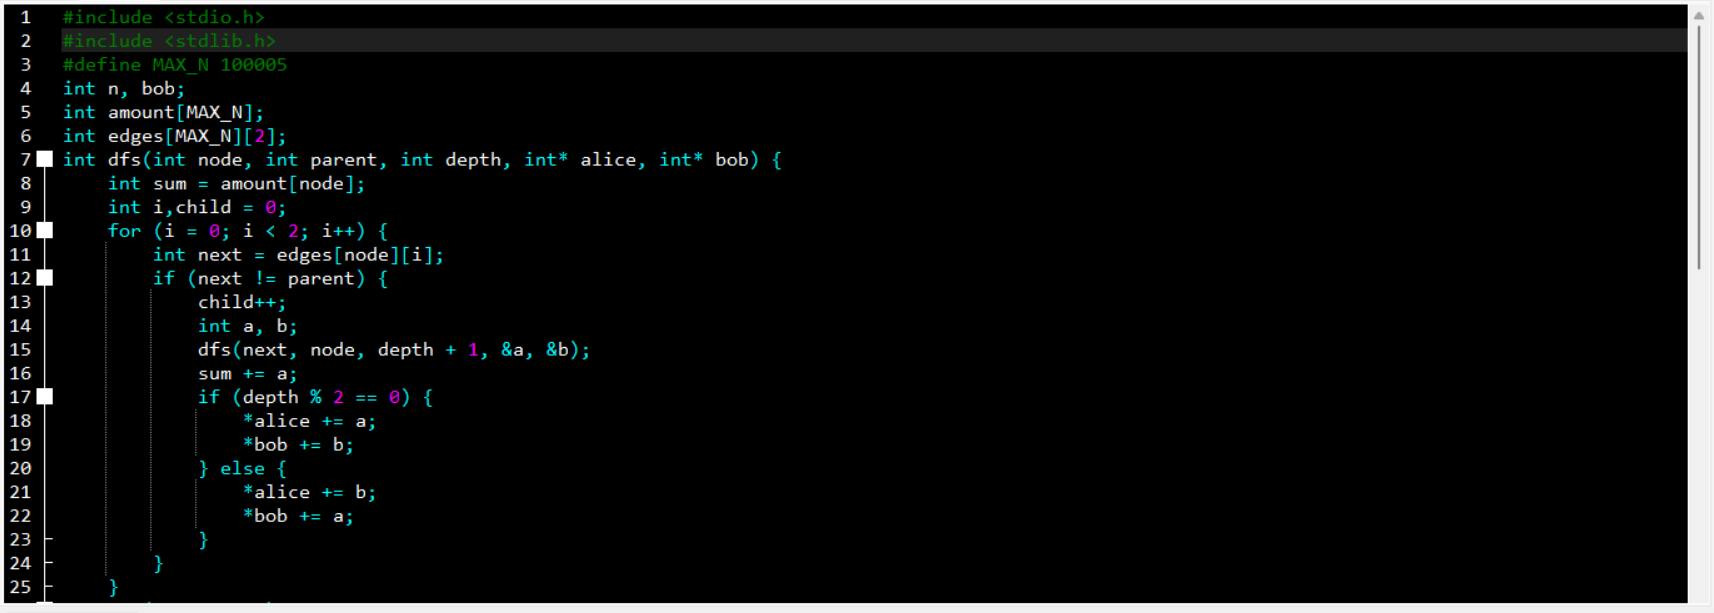 1 #include <stdio.h>
2 #include <stdlib.h>
3 #define MAX_N 100005
4 int n, bob;
5 int amount[MAX_N];
6 int edges[MAX_N][2];
7 int dfs(int node, int parent, int depth, int* alice, int* bob) {
8     int sum = amount[node];
9     int i,child = 0;
10     for (i = 0; i < 2; i++) {
11         int next = edges[node][i];
12         if (next != parent) {
13             child++;
14             int a, b;
15             dfs(next, node, depth + 1, &a, &b);
16             sum += a;
17             if (depth % 2 == 0) {
18                 *alice += a;
19                 *bob += b;
20             } else {
21                 *alice += b;
22                 *bob += a;
23             }
24         }
25     }